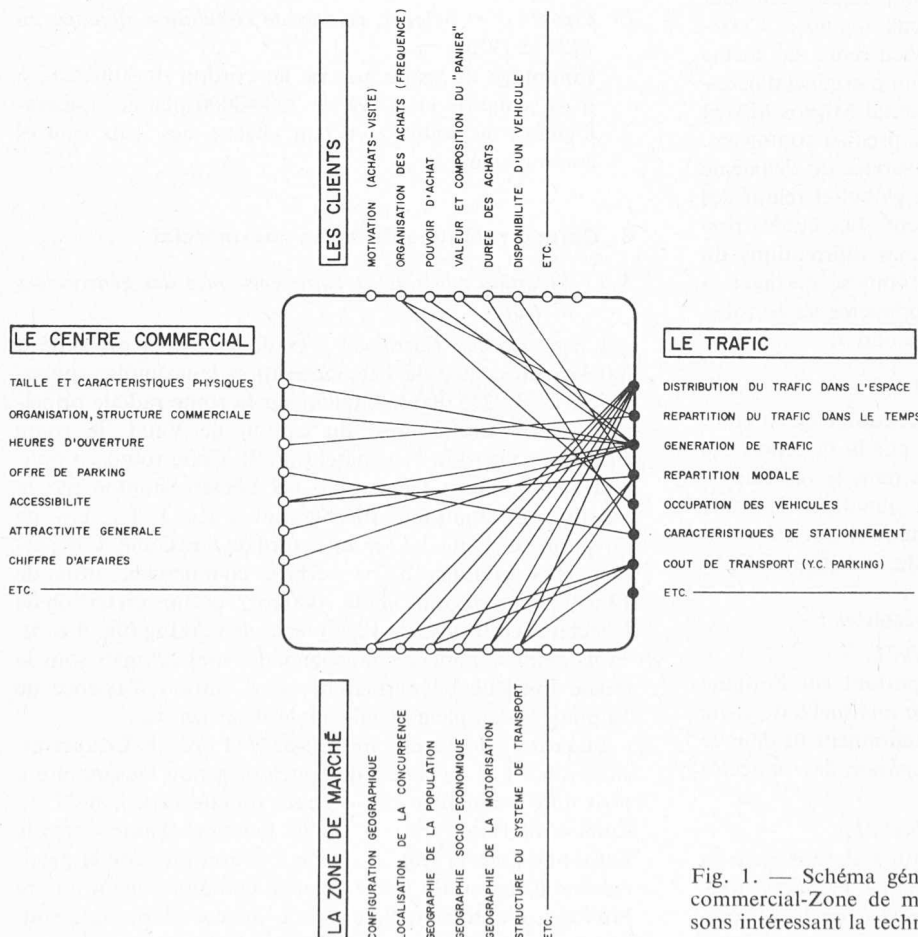 LES CLIENTS
MOTIVATION (ACHATS-VISITE)
ORGANISATION DES ACHATS (FREQUENCE)
POUVOIR D'ACHAT
VALEUR ET COMPOSITION DU "PANIER"
DUREE DES ACHATS
DISPONIBILITE D'UN VEHICULE
ETC.
LE CENTRE COMMERCIAL
TAILLE ET CARACTERISTIQUES PHYSIQUES
ORGANISATION, STRUCTURE COMMERCIALE
HEURES D'OUVERTURE
OFFRE DE PARKING
ACCESSIBILITE
ATTRACTIVITE GENERALE
CHIFFRE D'AFFAIRES
ETC.
LE TRAFIC
DISTRIBUTION DU TRAFIC DANS L'ESPACE
REPARTITION DU TRAFIC DANS LE TEMPS
GENERATION DE TRAFIC
REPARTITION MODALE
OCCUPATION DES VEHICULES
CARACTERISTIQUES DE STATIONNEMENT
COUT DE TRANSPORT (Y.C. PARKING)
ETC.
LA ZONE DE MARCHÉ
CONFIGURATION GEOGRAPHIQUE
LOCALISATION DE LA CONCURRENCE
GEOGRAPHIE DE LA POPULATION
GEOGRAPHIE SOCIO-ECONOMIQUE
GEOGRAPHIE DE LA MOTORISATION
STRUCTURE DU SYSTEME DE TRANSPORT
ETC.
Fig. 1. — Schéma gén
commercial-Zone de m
sons intéressant la techn